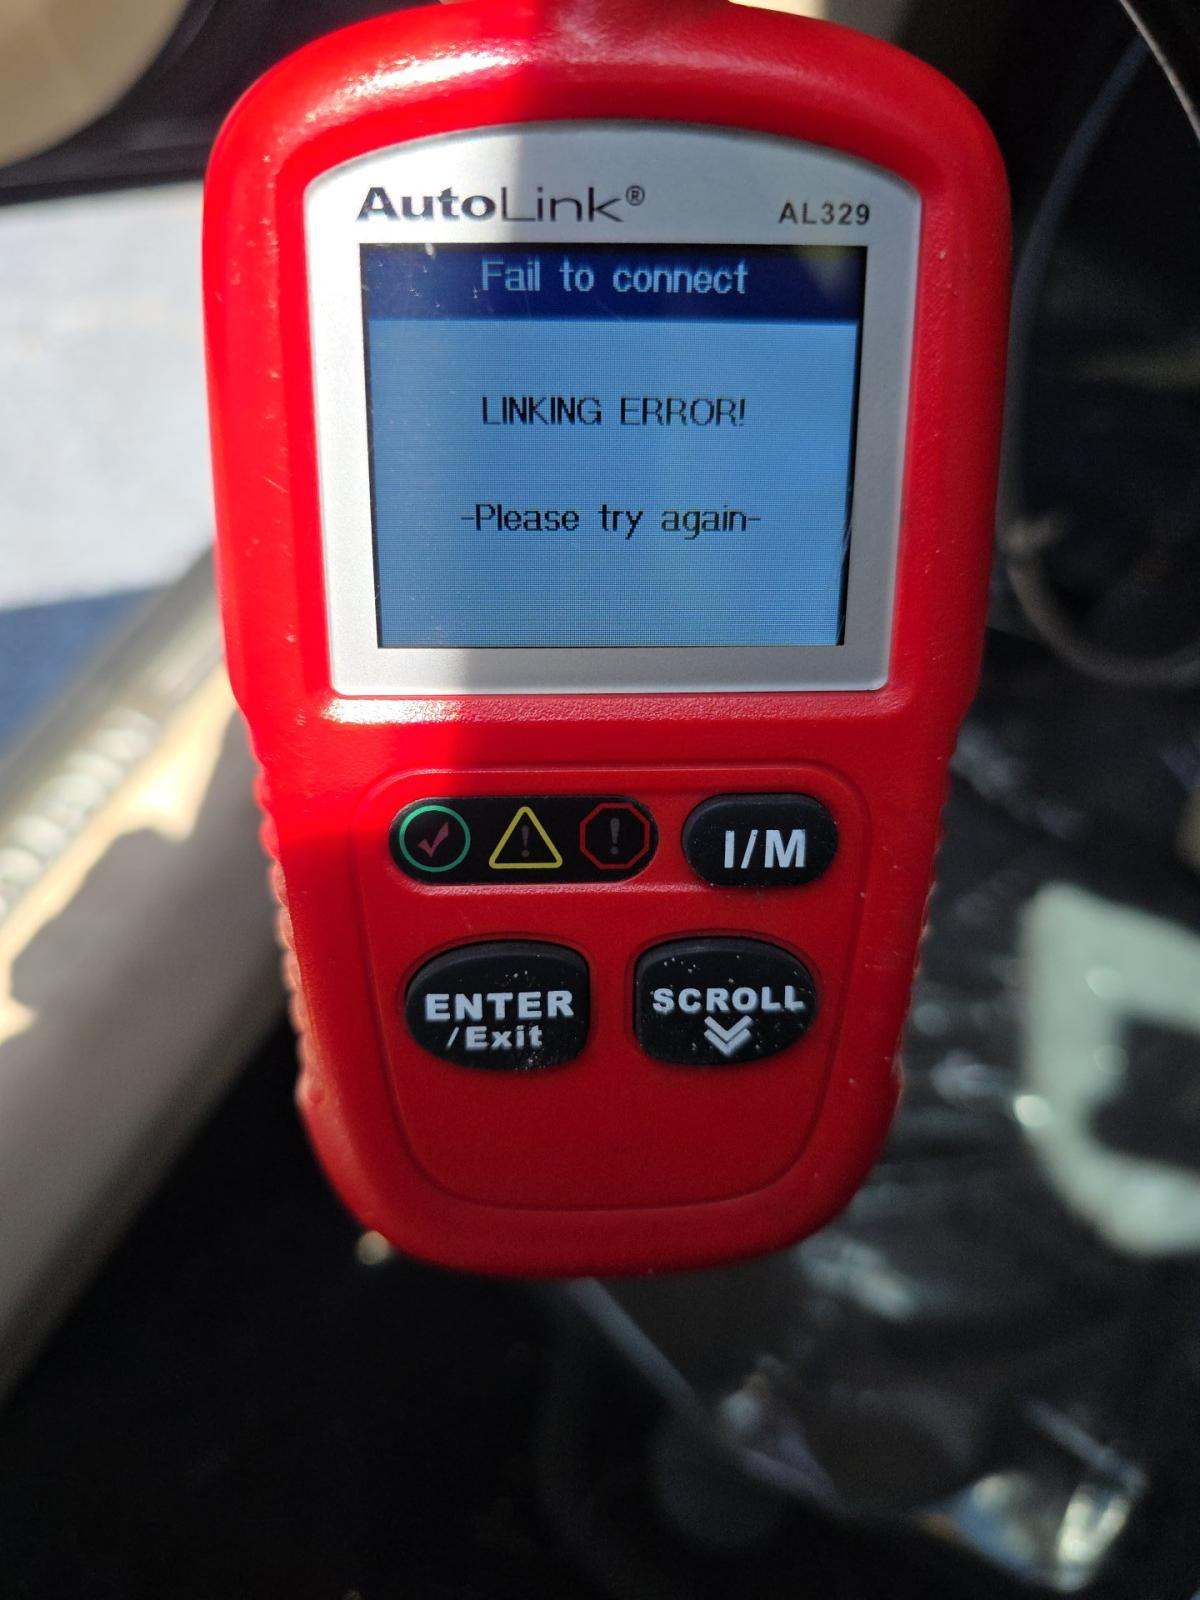 AutoLink®
AL329
Fail to connect
LINKING ERROR!
-Please try again-
I/M
ENTER
/Exit
SCROLL